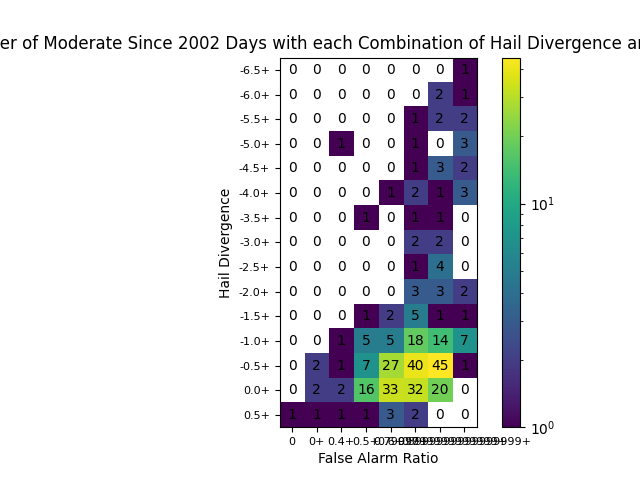 er of Moderate Since 2002 Days with each Combination of Hail Divergence a
-6.5+ 0 0 0 0 0 0 0 1
-6.0+ 0 0 0 0 0 0 2 1
-5.5+ 0 0 0 0 0 1 2 2
-5.0+ 0 0 1 0 0 1 0 3
-4.5+ 0 0 0 0 0 1 3 2
-4.0+ 0 0 0 0 1 2 1 3
-3.5+ 0 0 0 1 0 1 1 0
-3.0+ 0 0 0 0 0 2 2 0
-2.5+ 0 0 0 0 0 1 4 0
-2.0+ 0 0 0 0 0 3 3 2
-1.5+ 0 0 0 1 2 5 1 1
-1.0+ 0 0 1 5 5 18 14 7
-0.5+ 0 2 1 7 27 40 45 1
0.0+ 0 2 2 16 33 32 20 0
0.5+ 1 1 1 1 3 2 0 0
0 0+ 0.4+
False Alarm Ratio
Hail Divergence
10^1
10^0